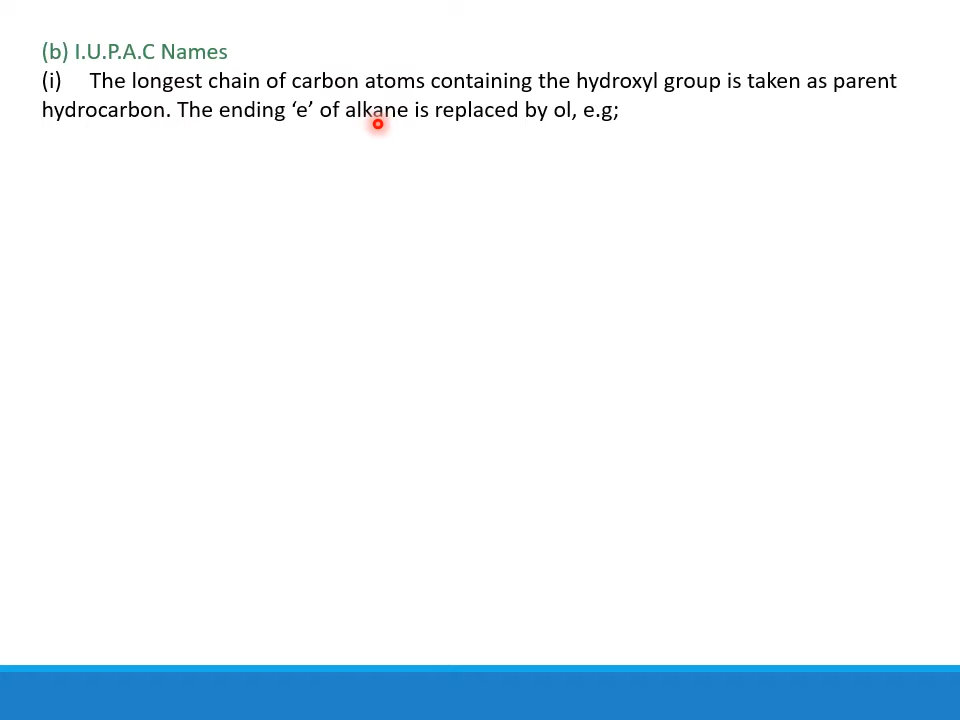 (b) I.U.P.A.C Names
(i) The longest chain of carbon atoms containing the hydroxyl group is taken as parent
hydrocarbon. The ending ‘e’ of alkane is replaced by ol, e.g;